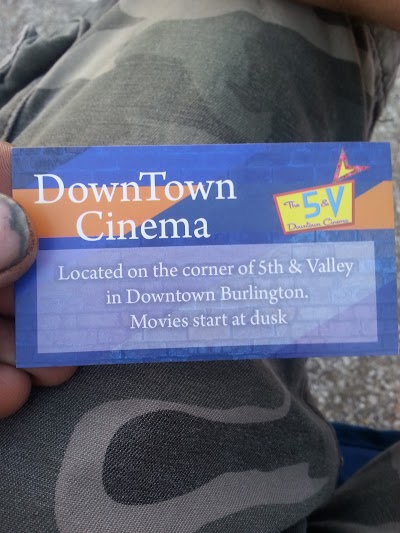 DownTown
Cinema
The
5 & V
Downtown Cinema
Located on the corner of 5th & Valley
in Downtown Burlington.
Movies start at dusk